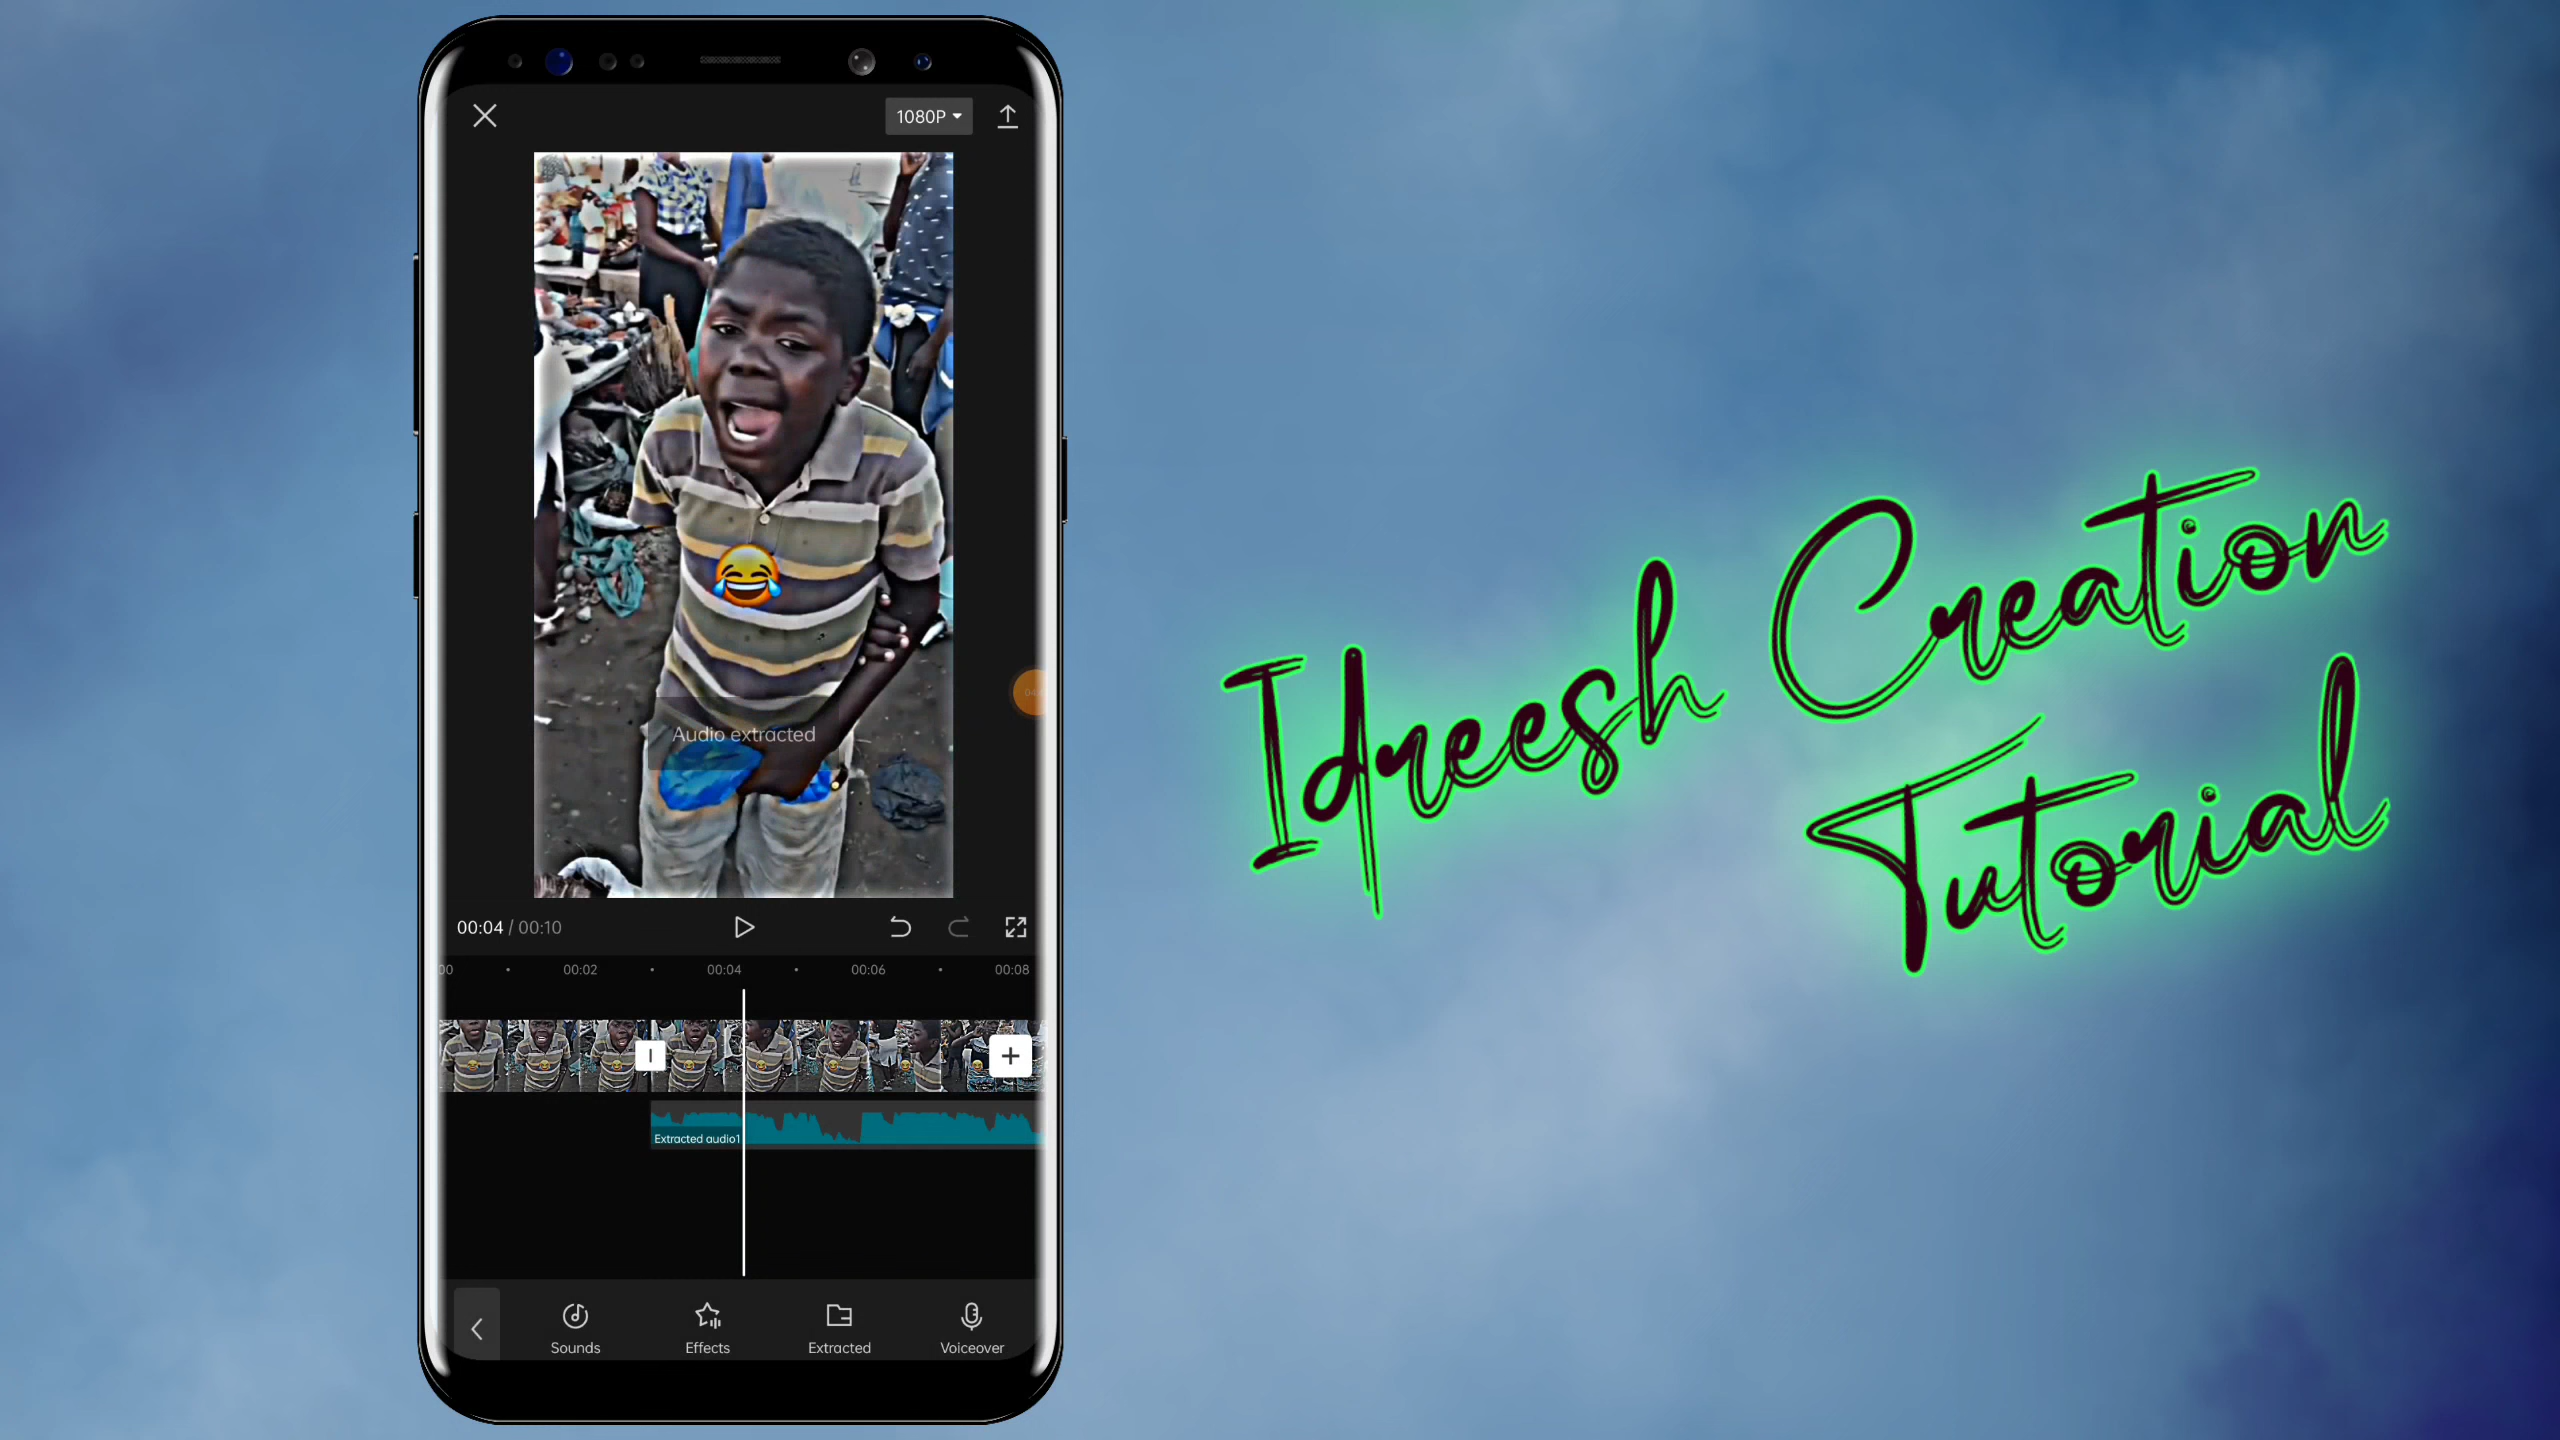 1080P
Audio extracted
00:04 / 00:10
00 00:02 00:04 00:06 00:08
Extracted audio1
Sounds Effects Extracted Voiceover
Idreesh Creation
Tutorial